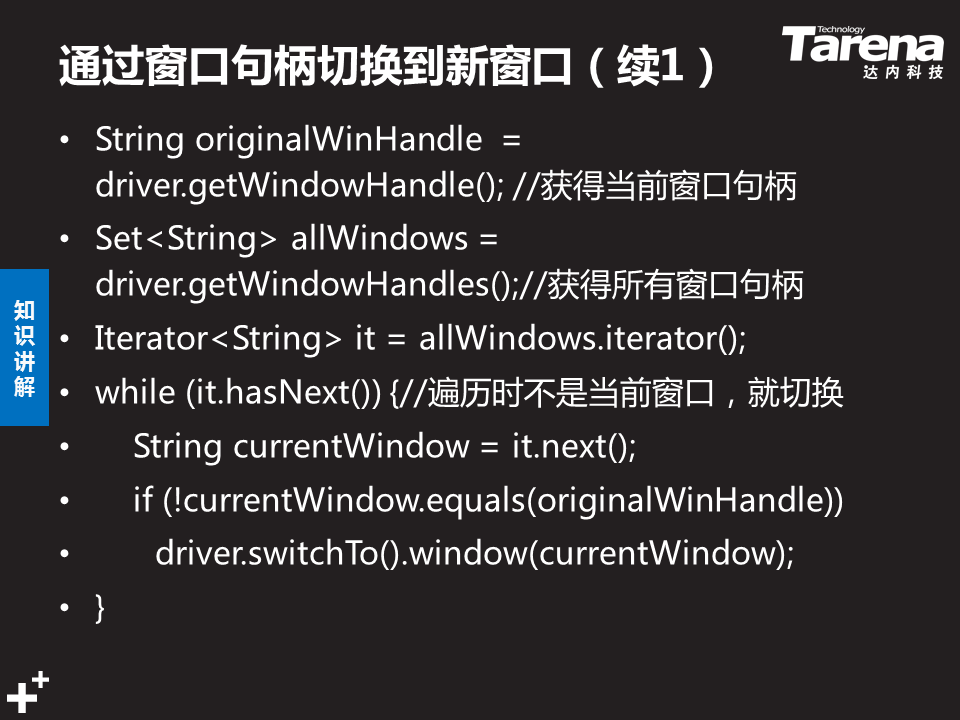 通过窗口句柄切换到新窗口（续1）
Technology
Tarena
达内科技
• String originalWinHandle  =
driver.getWindowHandle(); //获得当前窗口句柄
• Set<String> allWindows =
driver.getWindowHandles();//获得所有窗口句柄
• Iterator<String> it = allWindows.iterator();
• while (it.hasNext()) {//遍历时不是当前窗口，就切换
•    String currentWindow = it.next();
•    if (!currentWindow.equals(originalWinHandle))
•      driver.switchTo().window(currentWindow);
• }
知
识
讲
解